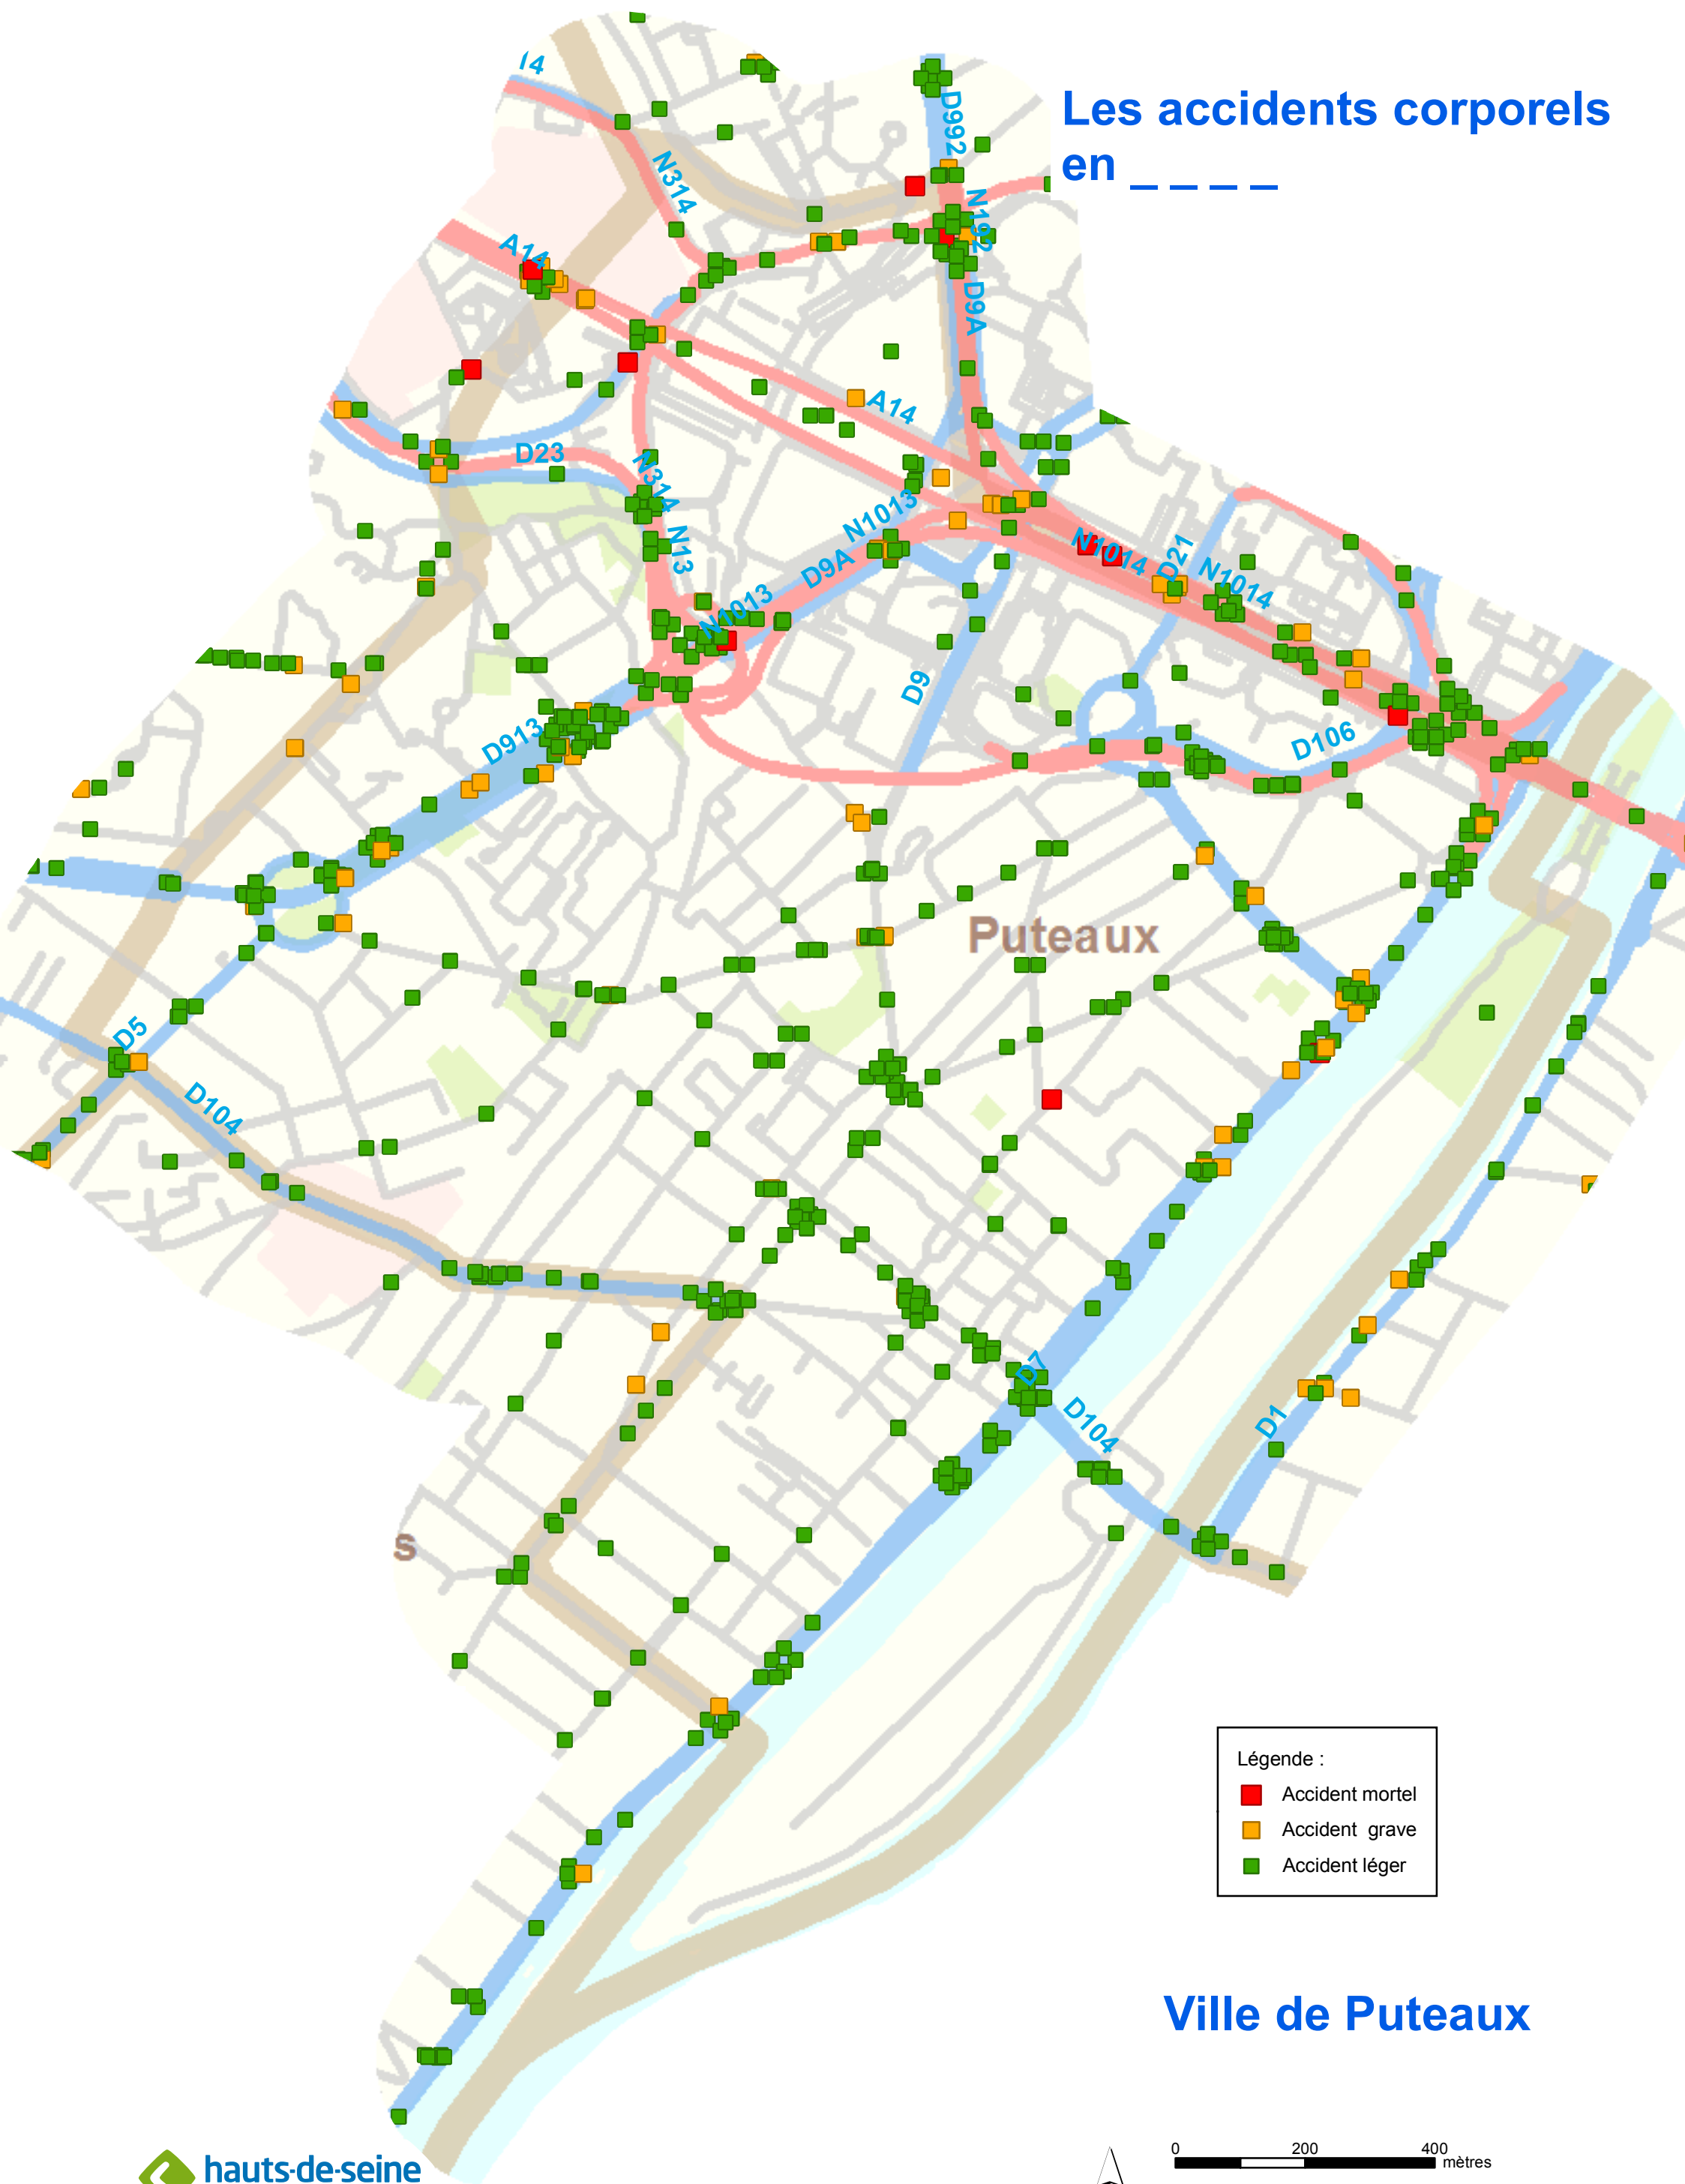 Les accidents corporels
en _ _ _ _
14
D992
N314
N192
A14
D9A
A14
D23
N314
N1013
N13
D9A
N1014
D21
N1014
N1013
D9
D913
D106
Puteaux
D5
D104
D7
D104
D1
s
Légende :
Accident mortel
Accident grave
Accident léger
Ville de Puteaux
0 200 400
mètres
hauts-de-seine